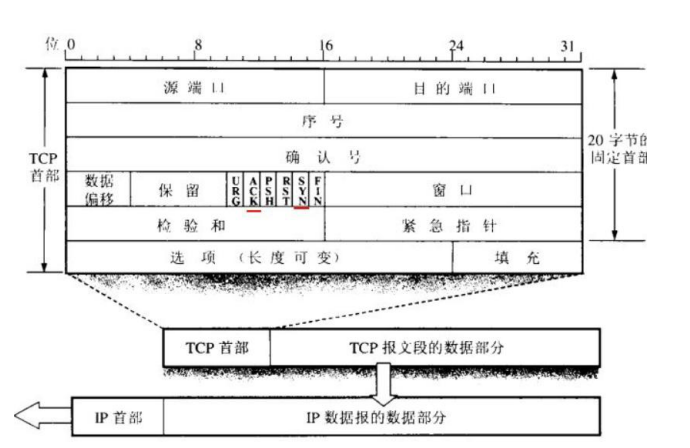 位 0 8 16 24 31
源端口 目的端口
序号
TCP 首部
确认号
20 字节的 固定首部
数据 偏移 保留 URG ACK PSH RST SYN FIN 窗口
检验和 紧急指针
选项 (长度可变) 填充
TCP 首部 TCP 报文段的数据部分
IP 首部 IP 数据报的数据部分